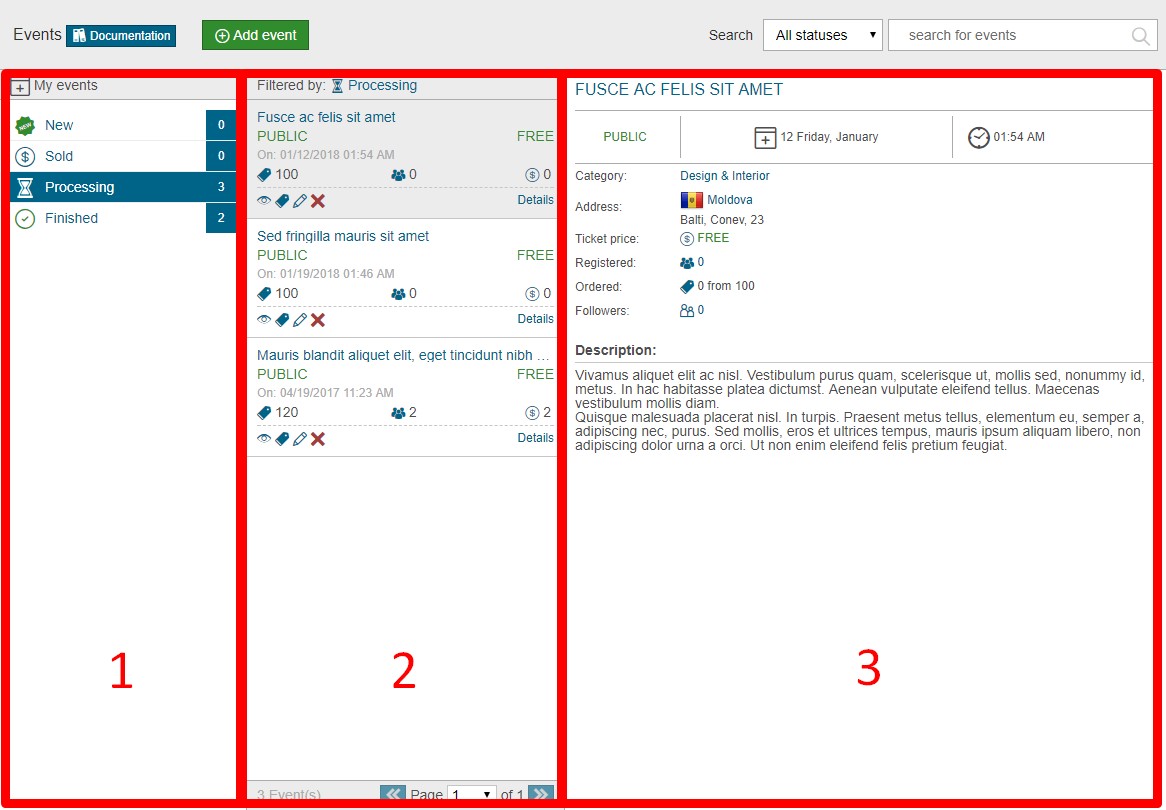 Events Documentation Add event Search All statuses search for events
My events
NEW New 0
$ Sold 0
Processing 3
Finished 2
1
Filtered by: Processing
Fusce ac felis sit amet
PUBLIC FREE
On: 01/12/2018 01:54 AM
100 0 $ 0
Details
Sed fringilla mauris sit amet
PUBLIC FREE
On: 01/19/2018 01:46 AM
100 0 $ 0
Details
Mauris blandit aliquet elit, eget tincidunt nibh ...
PUBLIC FREE
On: 04/19/2017 11:23 AM
120 2 $ 2
Details
2
3 Event(s) Page 1 of 1
FUSCE AC FELIS SIT AMET
PUBLIC 12 Friday, January 01:54 AM
Category: Design & Interior
Address: Moldova
Balti, Conev, 23
Ticket price: $ FREE
Registered: 0
Ordered: 0 from 100
Followers: 0
Description:
Vivamus aliquet elit ac nisl. Vestibulum purus quam, scelerisque ut, mollis sed, nonummy id,
metus. In hac habitasse platea dictumst. Aenean vulputate eleifend tellus. Maecenas
vestibulum mollis diam.
Quisque malesuada placerat nisl. In turpis. Praesent metus tellus, elementum eu, semper a,
adipiscing nec, purus. Sed mollis, eros et ultrices tempus, mauris ipsum aliquam libero, non
adipiscing dolor urna a orci. Ut non enim eleifend felis pretium feugiat.
3